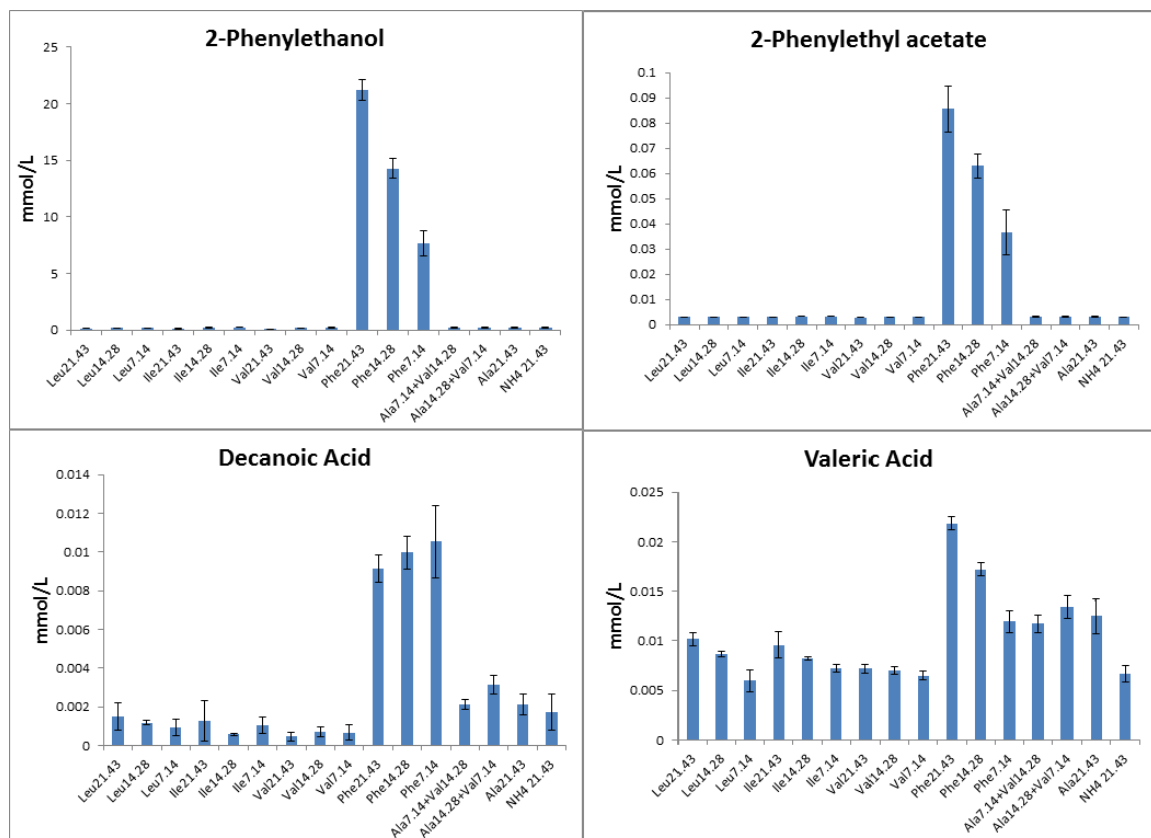 2-Phenylethanol
mmol/L
25
20
15
10
5
0
Leu21.43
Leu14.28
Leu7.14
Ile21.43
Ile14.28
Ile7.14
Val21.43
Val14.28
Val7.14
Phe21.43
Phe14.28
Phe7.14
Ala7.14+Val14.28
Ala14.28+Val7.14
Ala21.43
NH4 21.43
2-Phenylethyl acetate
mmol/L
0.1
0.09
0.08
0.07
0.06
0.05
0.04
0.03
0.02
0.01
0
Leu21.43
Leu14.28
Leu7.14
Ile21.43
Ile14.28
Ile7.14
Val21.43
Val14.28
Val7.14
Phe21.43
Phe14.28
Phe7.14
Ala7.14+Val14.28
Ala14.28+Val7.14
Ala21.43
NH4 21.43
Decanoic Acid
mmol/L
0.014
0.012
0.01
0.008
0.006
0.004
0.002
0
Leu21.43
Leu14.28
Leu7.14
Ile21.43
Ile14.28
Ile7.14
Val21.43
Val14.28
Val7.14
Phe21.43
Phe14.28
Phe7.14
Ala7.14+Val14.28
Ala14.28+Val7.14
Ala21.43
NH4 21.43
Valeric Acid
mmol/L
0.025
0.02
0.015
0.01
0.005
0
Leu21.43
Leu14.28
Leu7.14
Ile21.43
Ile14.28
Ile7.14
Val21.43
Val14.28
Val7.14
Phe21.43
Phe14.28
Phe7.14
Ala7.14+Val14.28
Ala14.28+Val7.14
Ala21.43
NH4 21.43